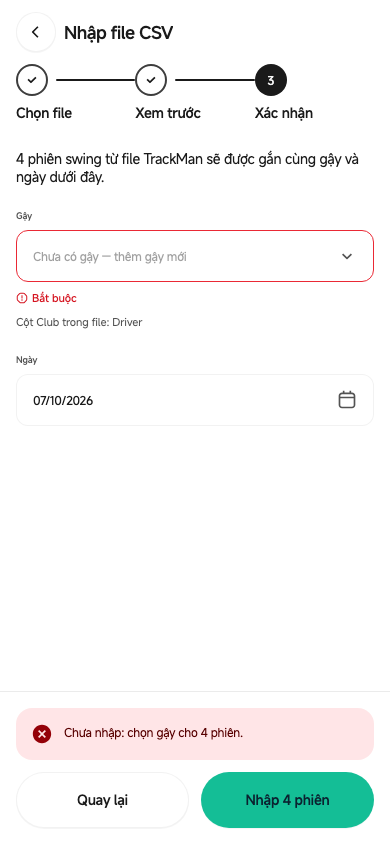 Nhập file CSV
3
Chọn file
Xem trước
Xác nhận
4 phiên swing từ file TrackMan sẽ được gắn cùng gậy và
ngày dưới đây.
Gậy
Chưa có gậy — thêm gậy mới
Bắt buộc
Cột Club trong file: Driver
Ngày
07/10/2026
Chưa nhập: chọn gậy cho 4 phiên.
Quay lại
Nhập 4 phiên